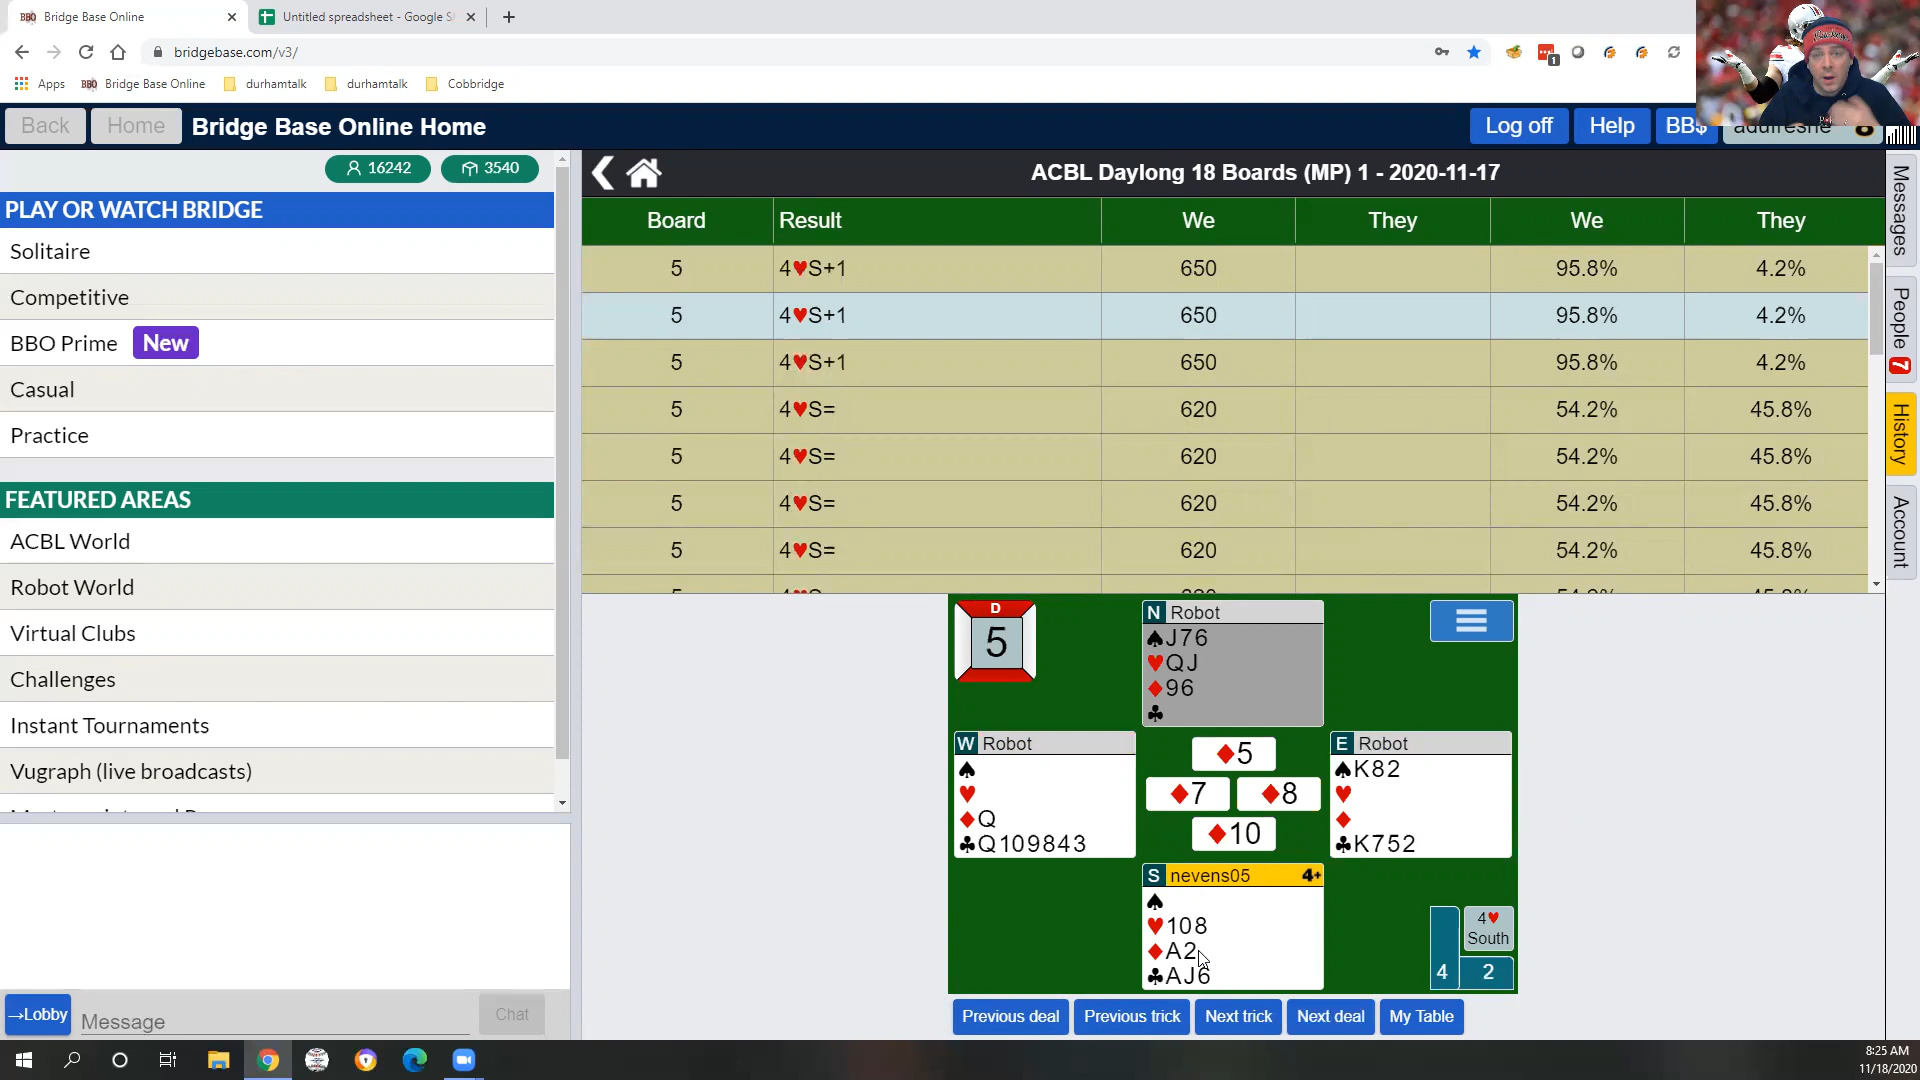 BBO Bridge Base Online
Untitled spreadsheet - Google S
bridgebase.com/v3/
1
Apps BBO Bridge Base Online durhamtalk durhamtalk Cobbridge
Back Home Bridge Base Online Home Log off Help BB$ adufresne
16242 3540
PLAY OR WATCH BRIDGE
Solitaire
Competitive
BBO Prime New
Casual
Practice
FEATURED AREAS
ACBL World
Robot World
Virtual Clubs
Challenges
Instant Tournaments
Vugraph (live broadcasts)
→Lobby Message Chat
ACBL Daylong 18 Boards (MP) 1 - 2020-11-17
Board Result We They We They
5 4♥S+1 650 95.8% 4.2%
5 4♥S+1 650 95.8% 4.2%
5 4♥S+1 650 95.8% 4.2%
5 4♥S= 620 54.2% 45.8%
5 4♥S= 620 54.2% 45.8%
5 4♥S= 620 54.2% 45.8%
5 4♥S= 620 54.2% 45.8%
D
5
N Robot
♠J76
♥QJ
♦96
♣
W Robot
♠
♥
♦Q
♣Q109843
♦5
♦7 ♦8
♦10
E Robot
♠K82
♥
♦
♣K752
S nevens05 4+
♠
♥108
♦A2
♣AJ6
4♥
South
4 2
Previous deal Previous trick Next trick Next deal My Table
Messages
People 7
History
Account
8:25 AM
11/18/2020